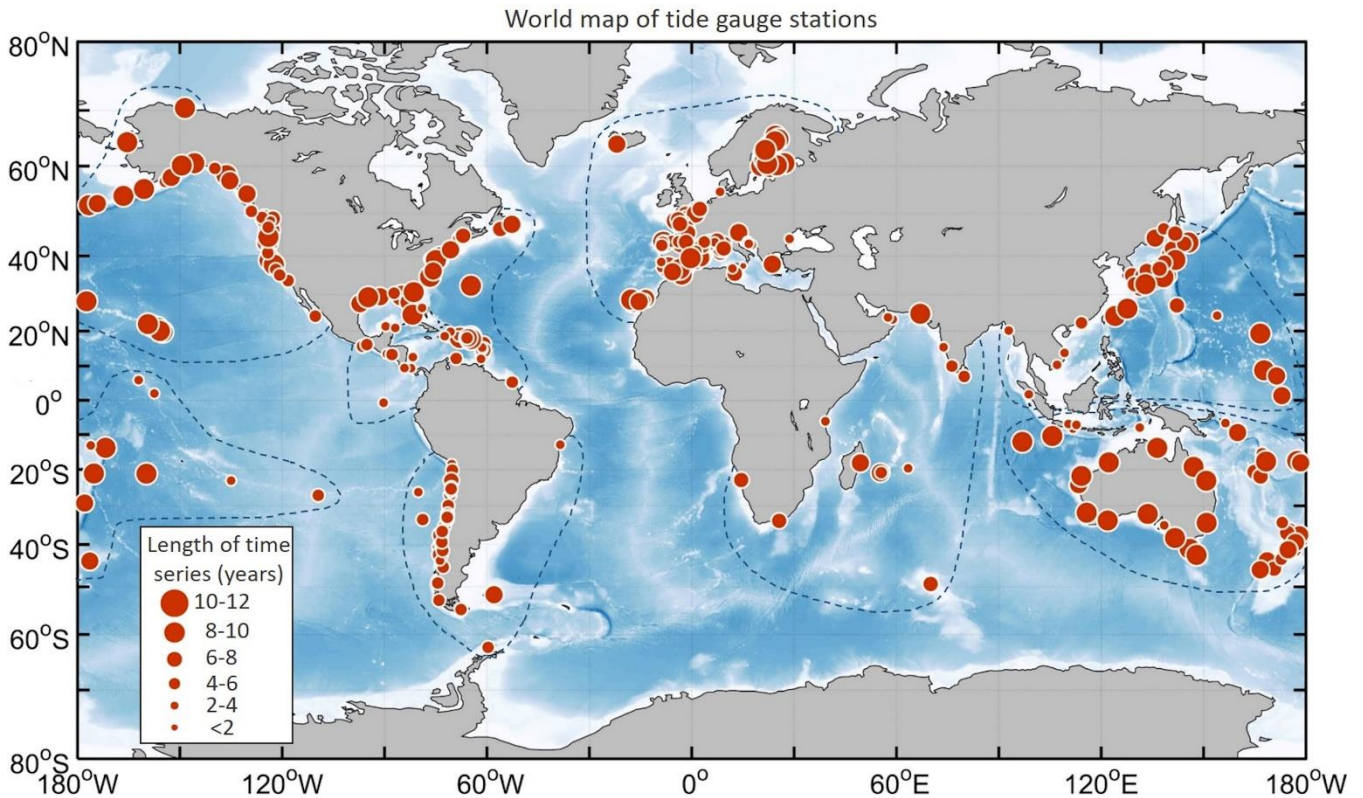 World map of tide gauge stations
80°N
60°N
40°N
20°N
0°
20°S
40°S
60°S
80°S
Length of time
series (years)
10-12
8-10
6-8
4-6
2-4
<2
180°W 120°W 60°W 0° 60°E 120°E 180°W